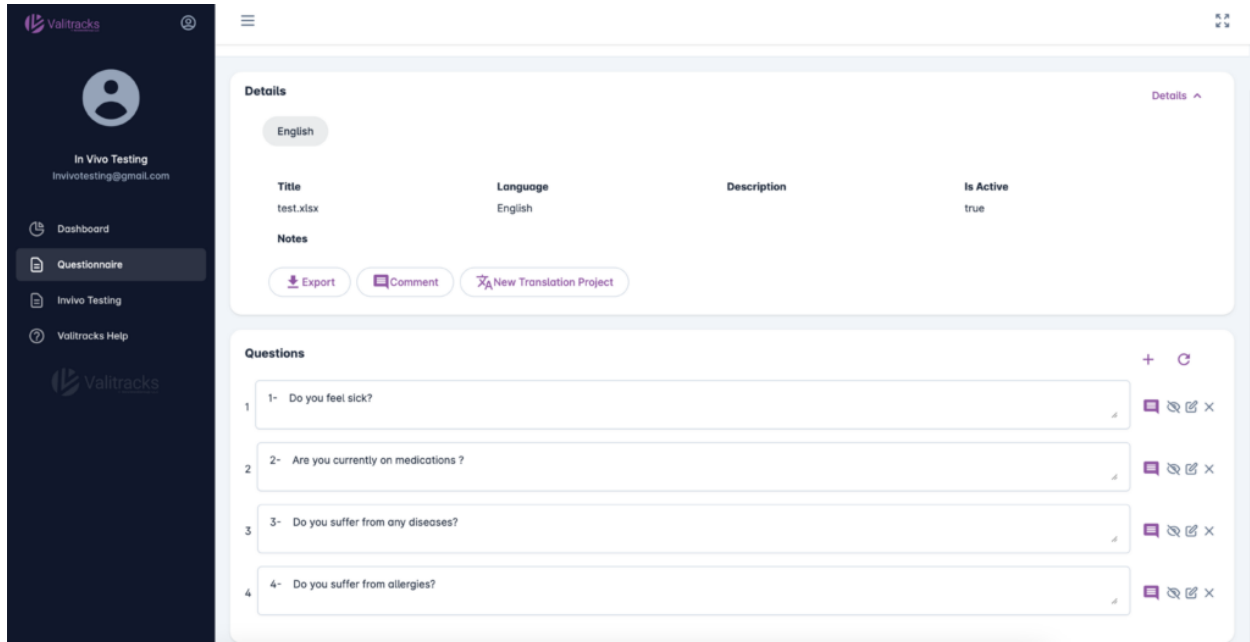 Valitracks
In Vivo Testing
Invivotesting@gmail.com
Dashboard
Questionnaire
Invivo Testing
Valitracks Help
Valitracks
Details
Details
English
Title Language Description Is Active
test.xlsx English true
Notes
Export Comment New Translation Project
Questions
1 1- Do you feel sick?
2 2- Are you currently on medications ?
3 3- Do you suffer from any diseases?
4 4- Do you suffer from allergies?